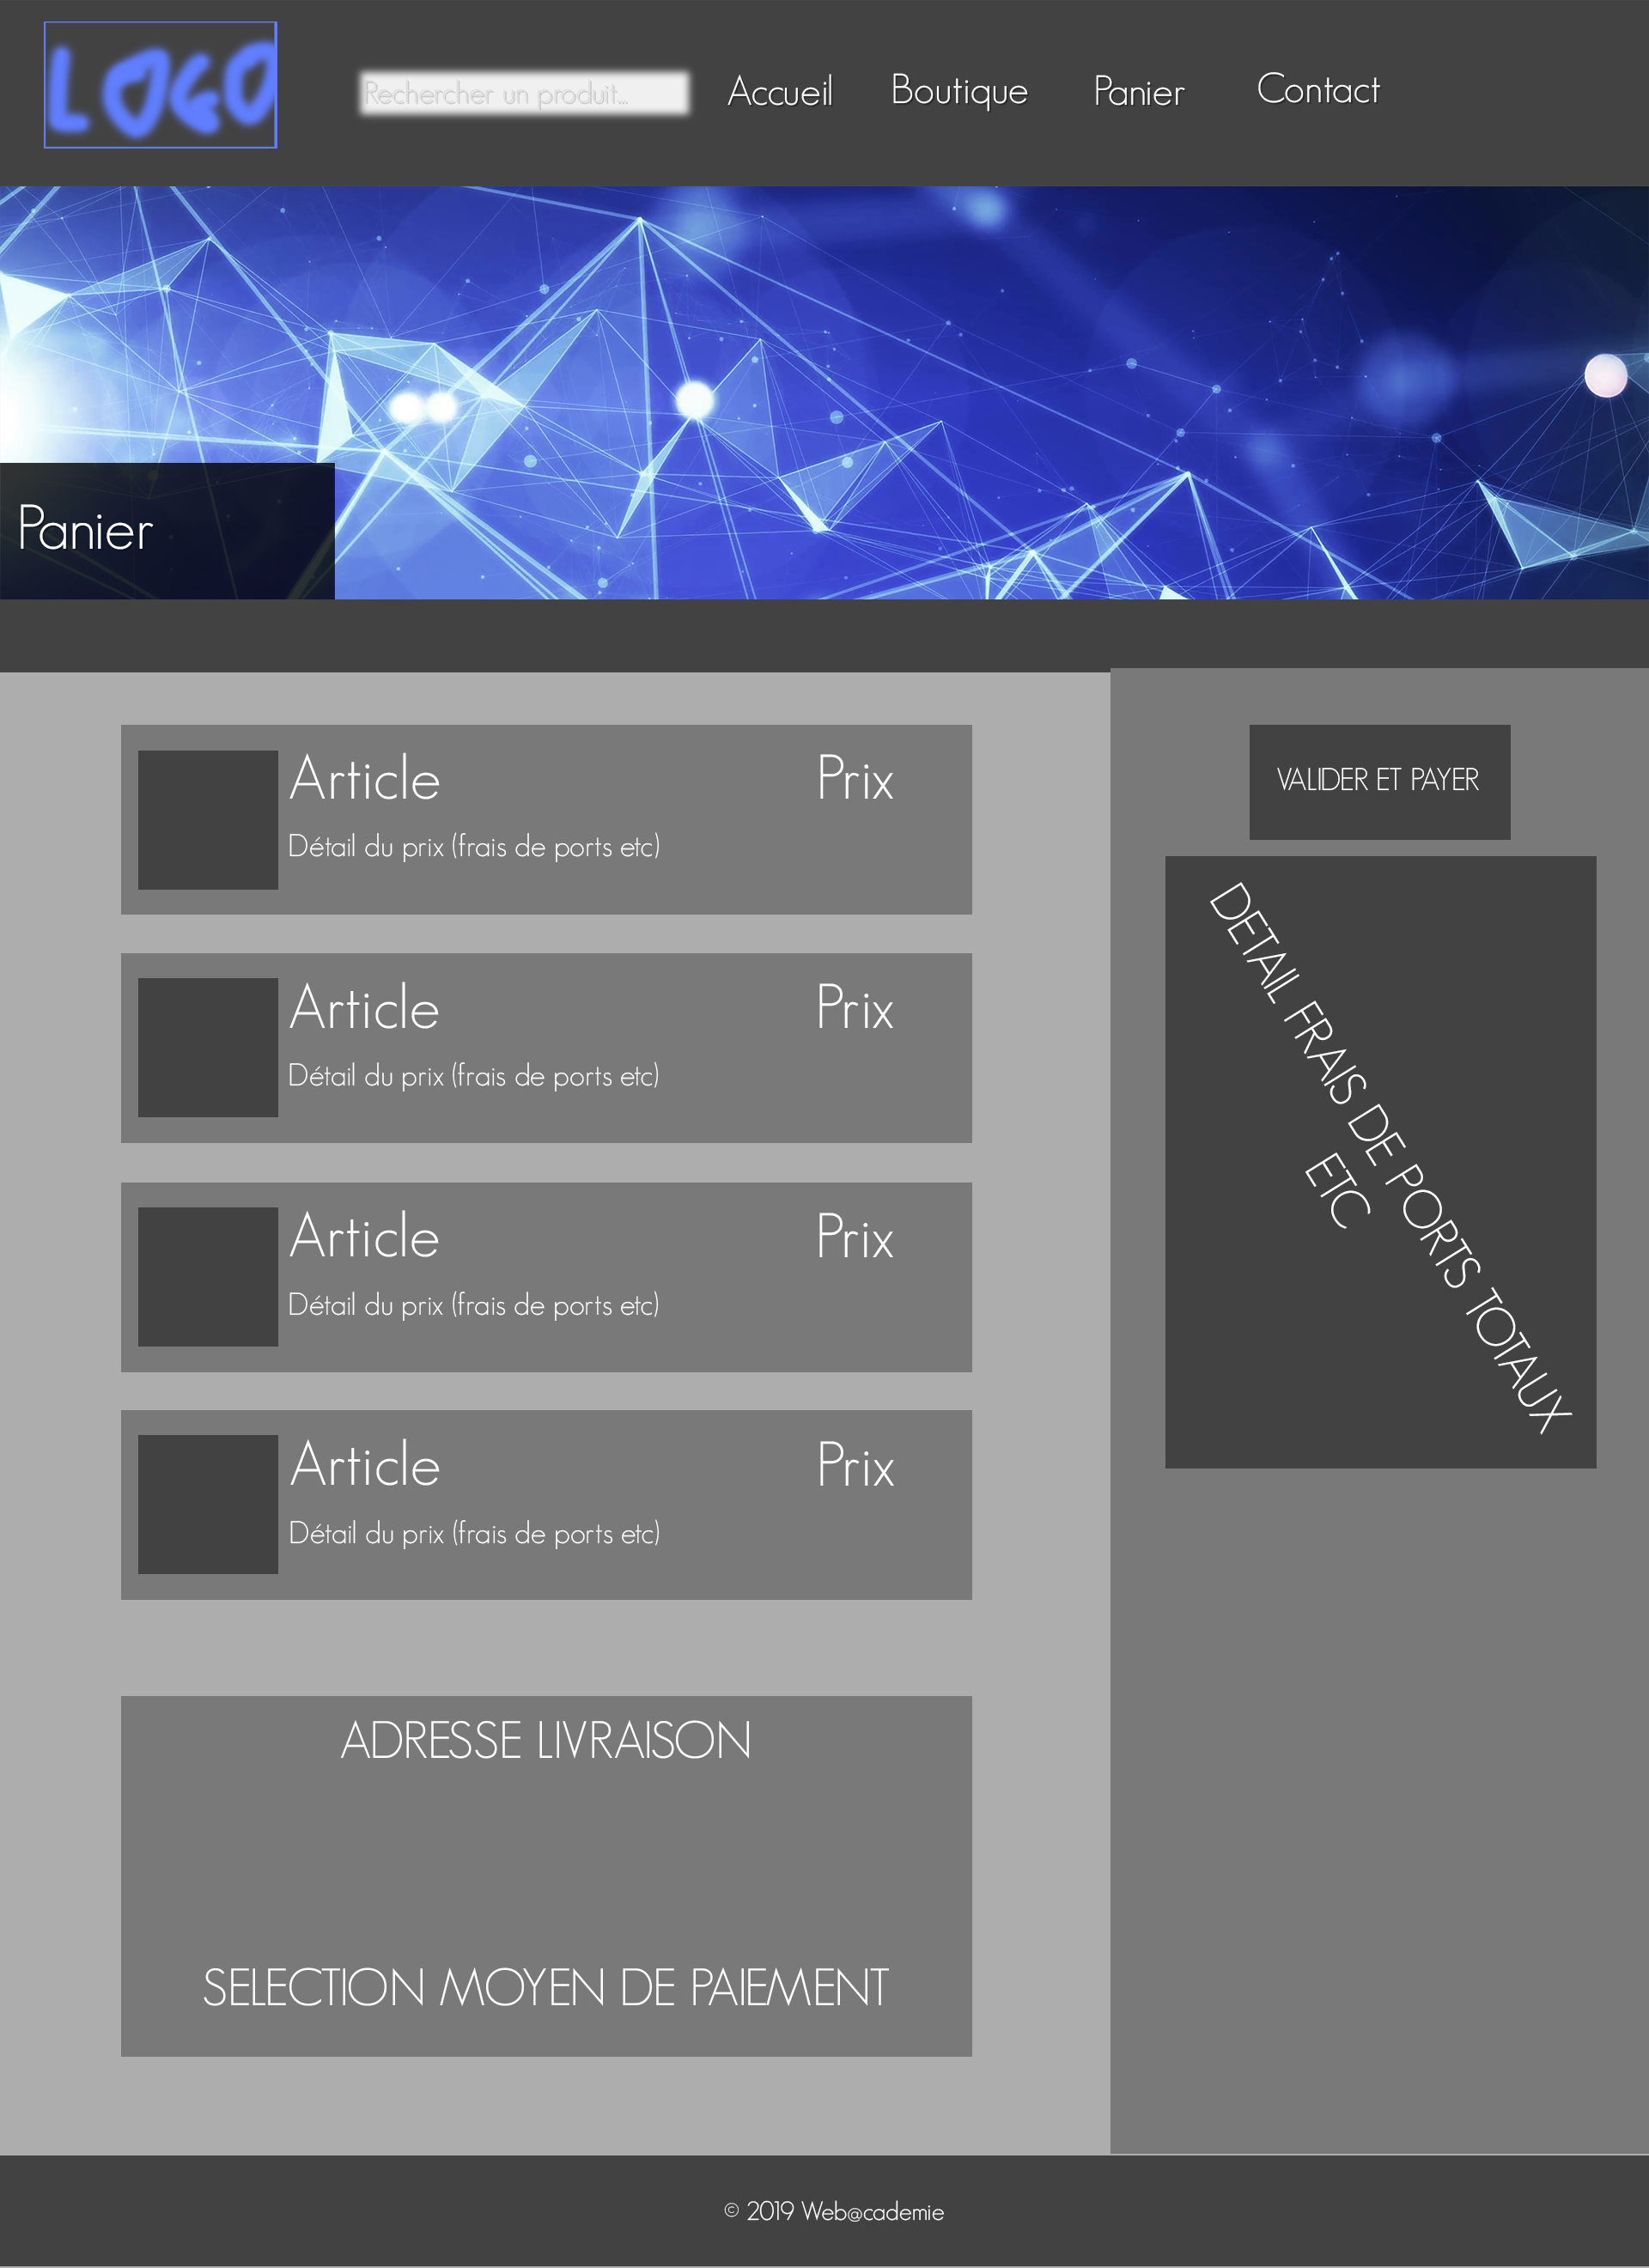 LOGO
Rechercher un produit...
Accueil
Boutique
Panier
Contact
Panier
Article
Prix
Détail du prix (frais de ports etc)
Article
Prix
Détail du prix (frais de ports etc)
Article
Prix
Détail du prix (frais de ports etc)
Article
Prix
Détail du prix (frais de ports etc)
ADRESSE LIVRAISON
SELECTION MOYEN DE PAIEMENT
VALIDER ET PAYER
DETAIL FRAIS DE PORTS TOTAUX
ETC
© 2019 Web@cademie